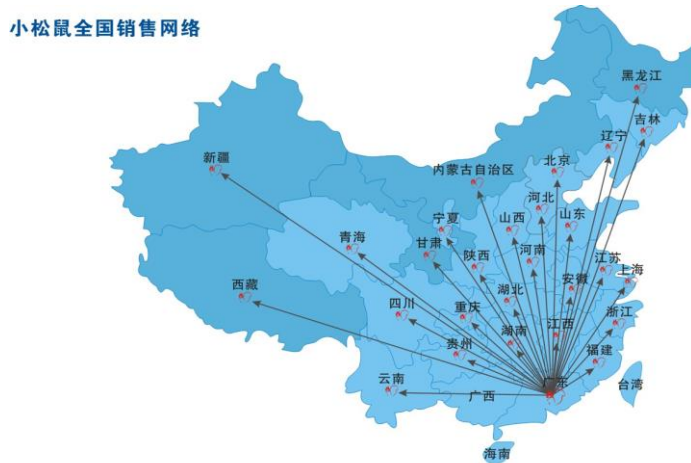 小松鼠全国销售网络
黑龙江
吉林
辽宁
新疆
北京
内蒙古自治区
河北
宁夏
山西
山东
青海
甘肃
陕西
河南
江苏
上海
西藏
安徽
四川
重庆
湖北
浙江
江西
湖南
贵州
福建
云南
广东
台湾
广西
海南